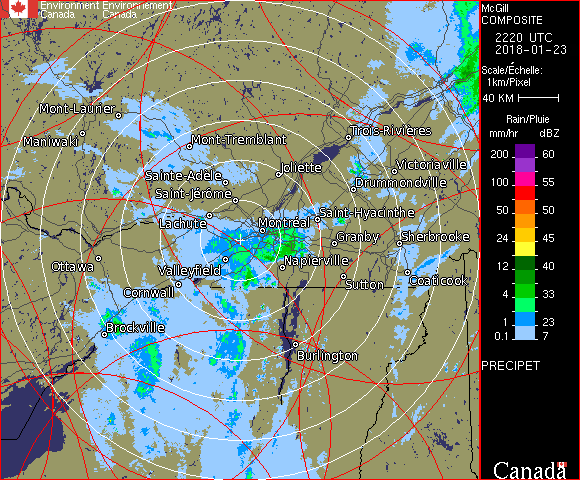 Environment Environnement
Canada Canada
McGill
COMPOSITE
2220 UTC
2018-01-23
Scale/Échelle:
1km/Pixel
40 KM
Rain/Pluie
mm/hr dBZ
200 60
100 55
50 50
24 45
12 40
4 33
1 23
0.1 7
PRECIPET
Canada
Mont-Laurier
Maniwaki
Mont-Tremblant
Trois-Rivières
Sainte-Adèle
Joliette
Victoriaville
Drummondville
Saint-Jérôme
Lachute
Saint-Hyacinthe
Montréal
Granby
Sherbrooke
Ottawa
Valleyfield
Napierville
Cornwall
Sutton
Coaticook
Brockville
Burlington